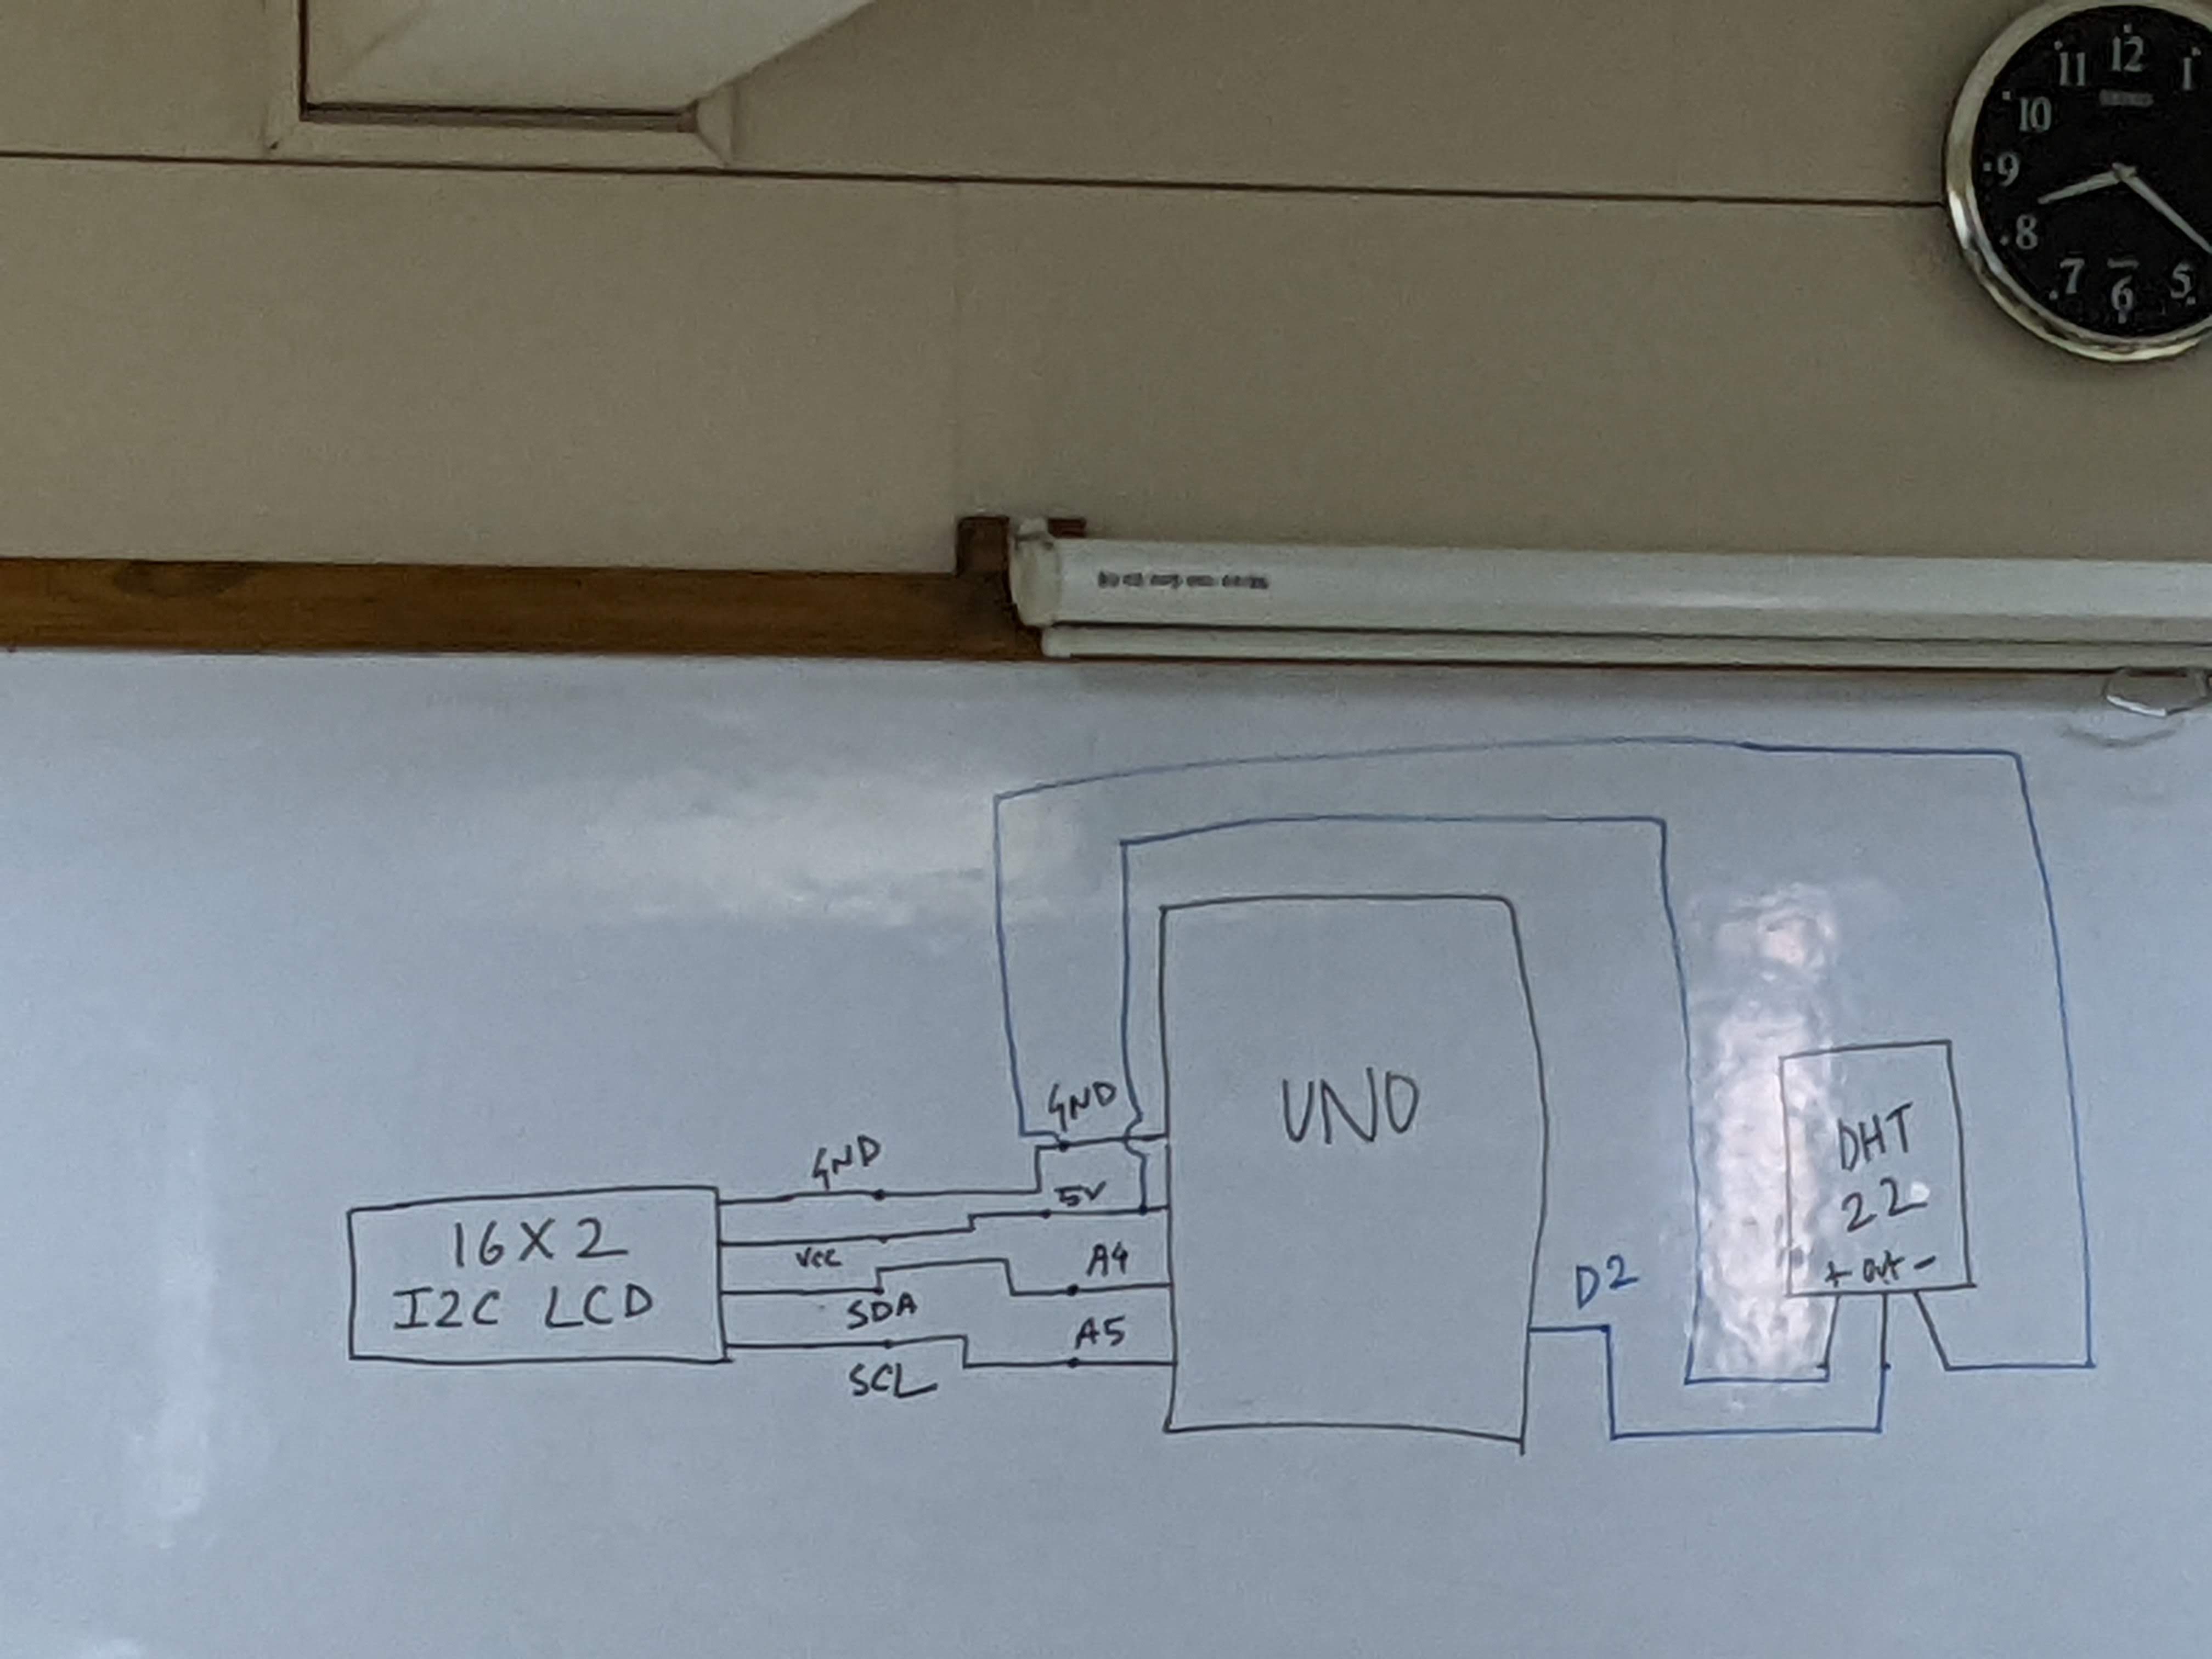 11 12 1
10
9
8
7 6 5
GND
GND
5V
UNO
16X2
I2C LCD
VCC
A4
SDA
A5
SCL
D2
DHT
22
+ out -